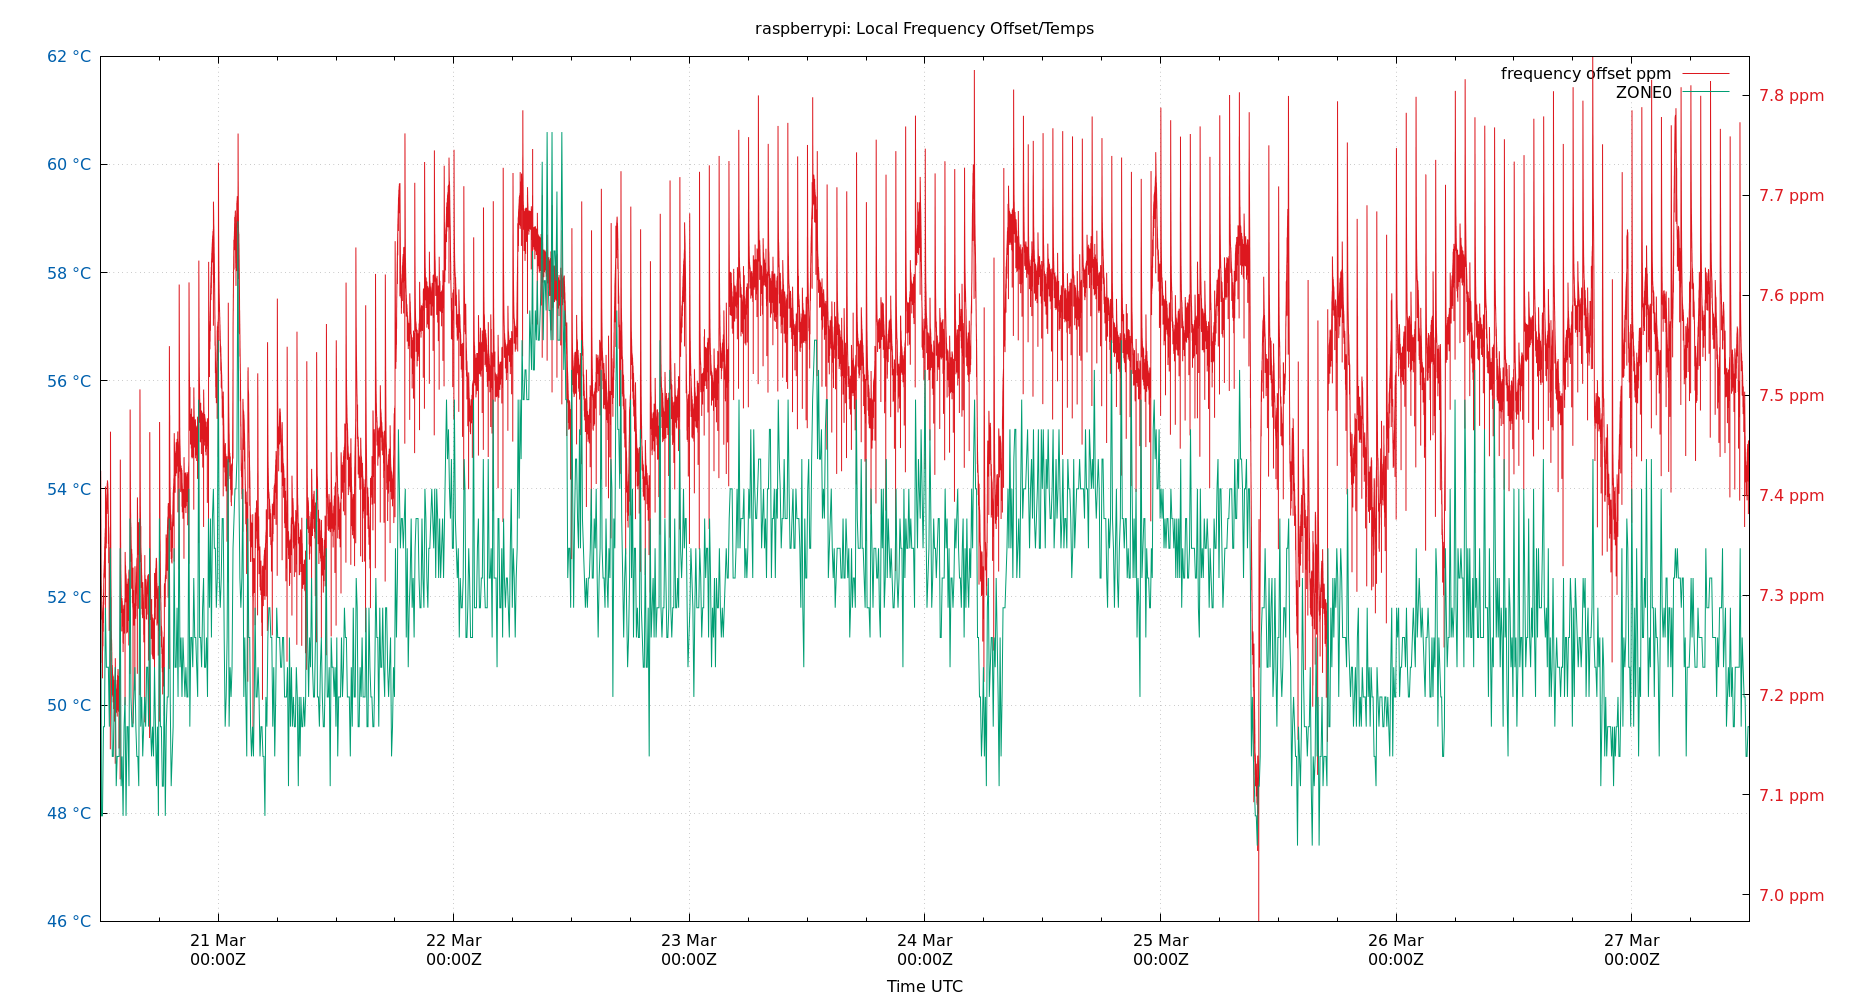 raspberrypi: Local Frequency Offset/Temps
62 °C
60 °C
58 °C
56 °C
54 °C
52 °C
50 °C
48 °C
46 °C
frequency offset ppm
ZONE0
7.8 ppm
7.7 ppm
7.6 ppm
7.5 ppm
7.4 ppm
7.3 ppm
7.2 ppm
7.1 ppm
7.0 ppm
21 Mar
00:00Z
22 Mar
00:00Z
23 Mar
00:00Z
24 Mar
00:00Z
25 Mar
00:00Z
26 Mar
00:00Z
27 Mar
00:00Z
Time UTC